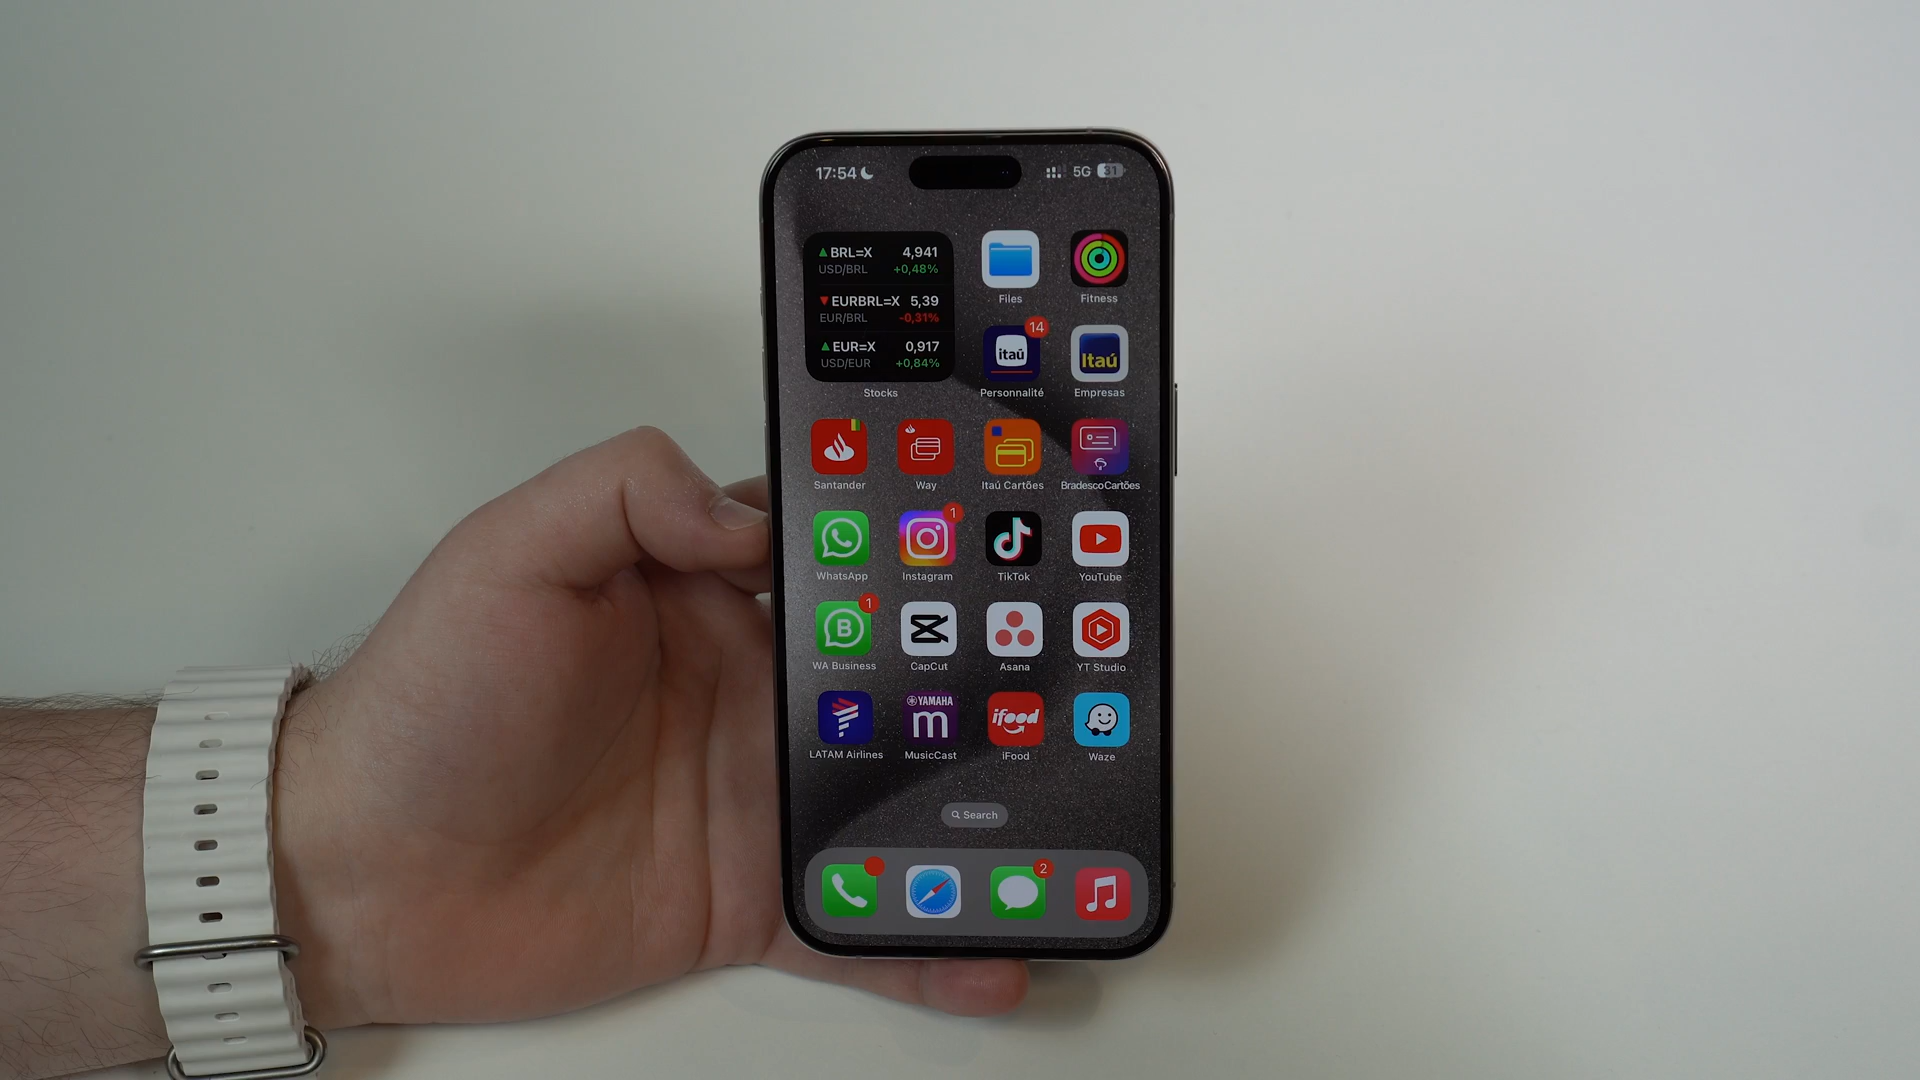 17:54
5G 31
BRL=X 4,941
USD/BRL +0,48%
EURBRL=X 5,39
EUR/BRL -0,31%
EUR=X 0,917
USD/EUR +0,84%
Stocks
Files
Fitness
14
itaú
Itaú
Personnalité
Empresas
Santander
Way
Itaú Cartões
BradescoCartões
1
WhatsApp
Instagram
TikTok
YouTube
1
B
WA Business
CapCut
Asana
YT Studio
YAMAHA
m
ifood
LATAM Airlines
MusicCast
iFood
Waze
Search
2